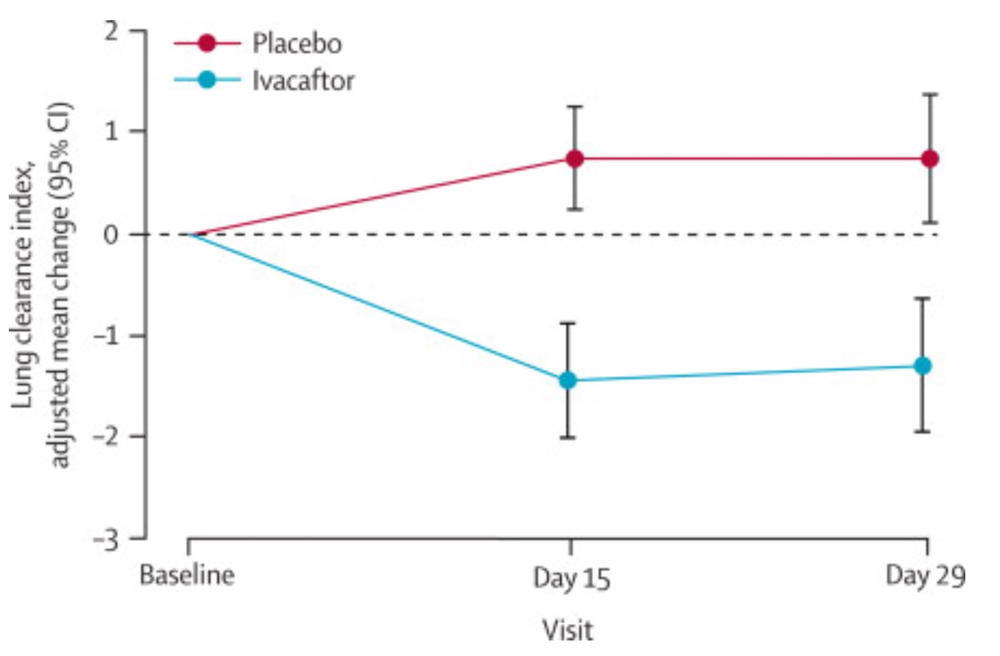 Lung clearance index,
adjusted mean change (95% CI)
2
1
0
–1
–2
–3
Placebo
Ivacaftor
Baseline
Day 15
Day 29
Visit